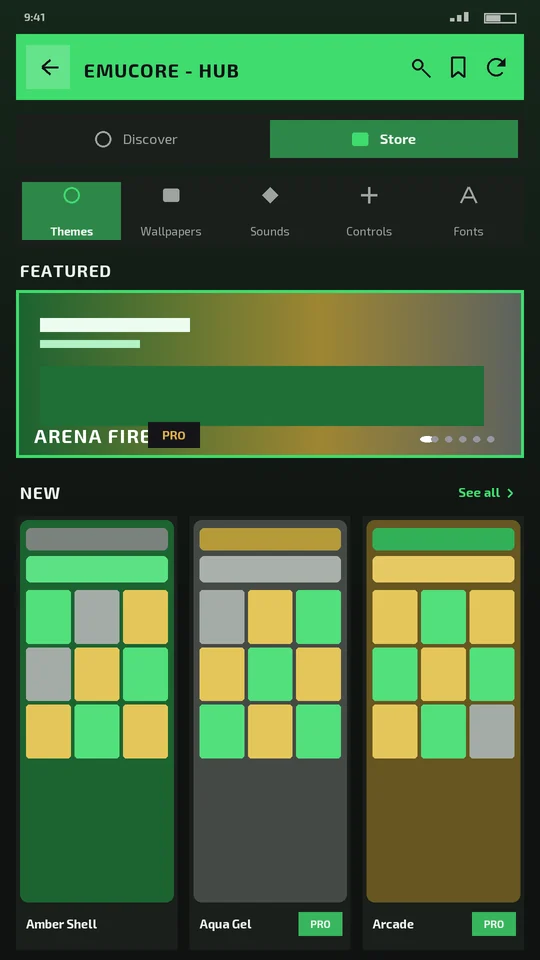 9:41
EMUCORE - HUB
Discover
Store
Themes
Wallpapers
Sounds
Controls
Fonts
FEATURED
ARENA FIRE
PRO
NEW
See all
Amber Shell
Aqua Gel
PRO
Arcade
PRO